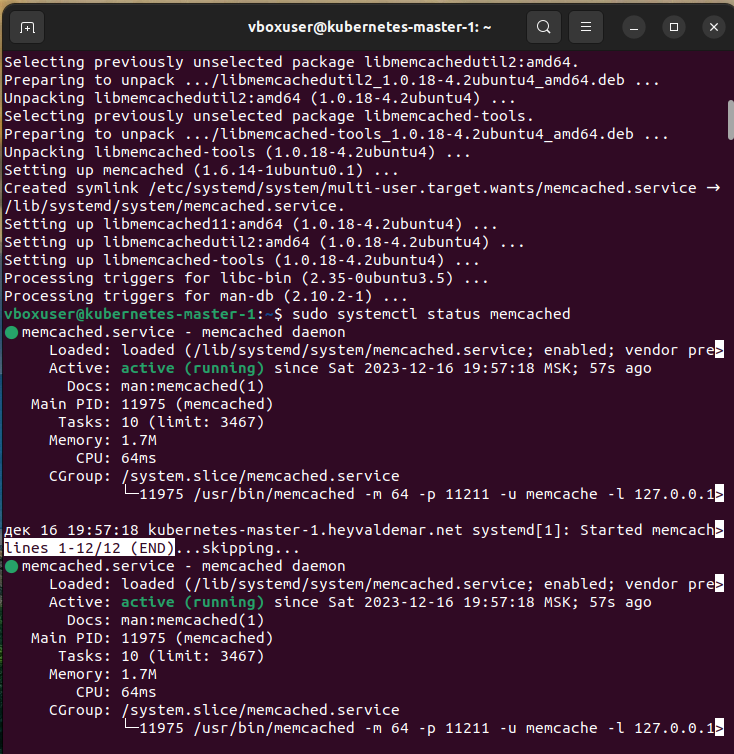 vboxuser@kubernetes-master-1: ~
Selecting previously unselected package libmemcachedutil2:amd64.
Preparing to unpack .../libmemcachedutil2_1.0.18-4.2ubuntu4_amd64.deb ...
Unpacking libmemcachedutil2:amd64 (1.0.18-4.2ubuntu4) ...
Selecting previously unselected package libmemcached-tools.
Preparing to unpack .../libmemcached-tools_1.0.18-4.2ubuntu4_amd64.deb ...
Unpacking libmemcached-tools (1.0.18-4.2ubuntu4) ...
Setting up memcached (1.6.14-1ubuntu0.1) ...
Created symlink /etc/systemd/system/multi-user.target.wants/memcached.service →
/lib/systemd/system/memcached.service.
Setting up libmemcached11:amd64 (1.0.18-4.2ubuntu4) ...
Setting up libmemcachedutil2:amd64 (1.0.18-4.2ubuntu4) ...
Setting up libmemcached-tools (1.0.18-4.2ubuntu4) ...
Processing triggers for libc-bin (2.35-0ubuntu3.5) ...
Processing triggers for man-db (2.10.2-1) ...
vboxuser@kubernetes-master-1:~$ sudo systemctl status memcached
● memcached.service - memcached daemon
Loaded: loaded (/lib/systemd/system/memcached.service; enabled; vendor pre>
Active: active (running) since Sat 2023-12-16 19:57:18 MSK; 57s ago
Docs: man:memcached(1)
Main PID: 11975 (memcached)
Tasks: 10 (limit: 3467)
Memory: 1.7M
CPU: 64ms
CGroup: /system.slice/memcached.service
└─11975 /usr/bin/memcached -m 64 -p 11211 -u memcache -l 127.0.0.1>
дек 16 19:57:18 kubernetes-master-1.heyvaldemar.net systemd[1]: Started memcach>
lines 1-12/12 (END)...skipping...
● memcached.service - memcached daemon
Loaded: loaded (/lib/systemd/system/memcached.service; enabled; vendor pre>
Active: active (running) since Sat 2023-12-16 19:57:18 MSK; 57s ago
Docs: man:memcached(1)
Main PID: 11975 (memcached)
Tasks: 10 (limit: 3467)
Memory: 1.7M
CPU: 64ms
CGroup: /system.slice/memcached.service
└─11975 /usr/bin/memcached -m 64 -p 11211 -u memcache -l 127.0.0.1>